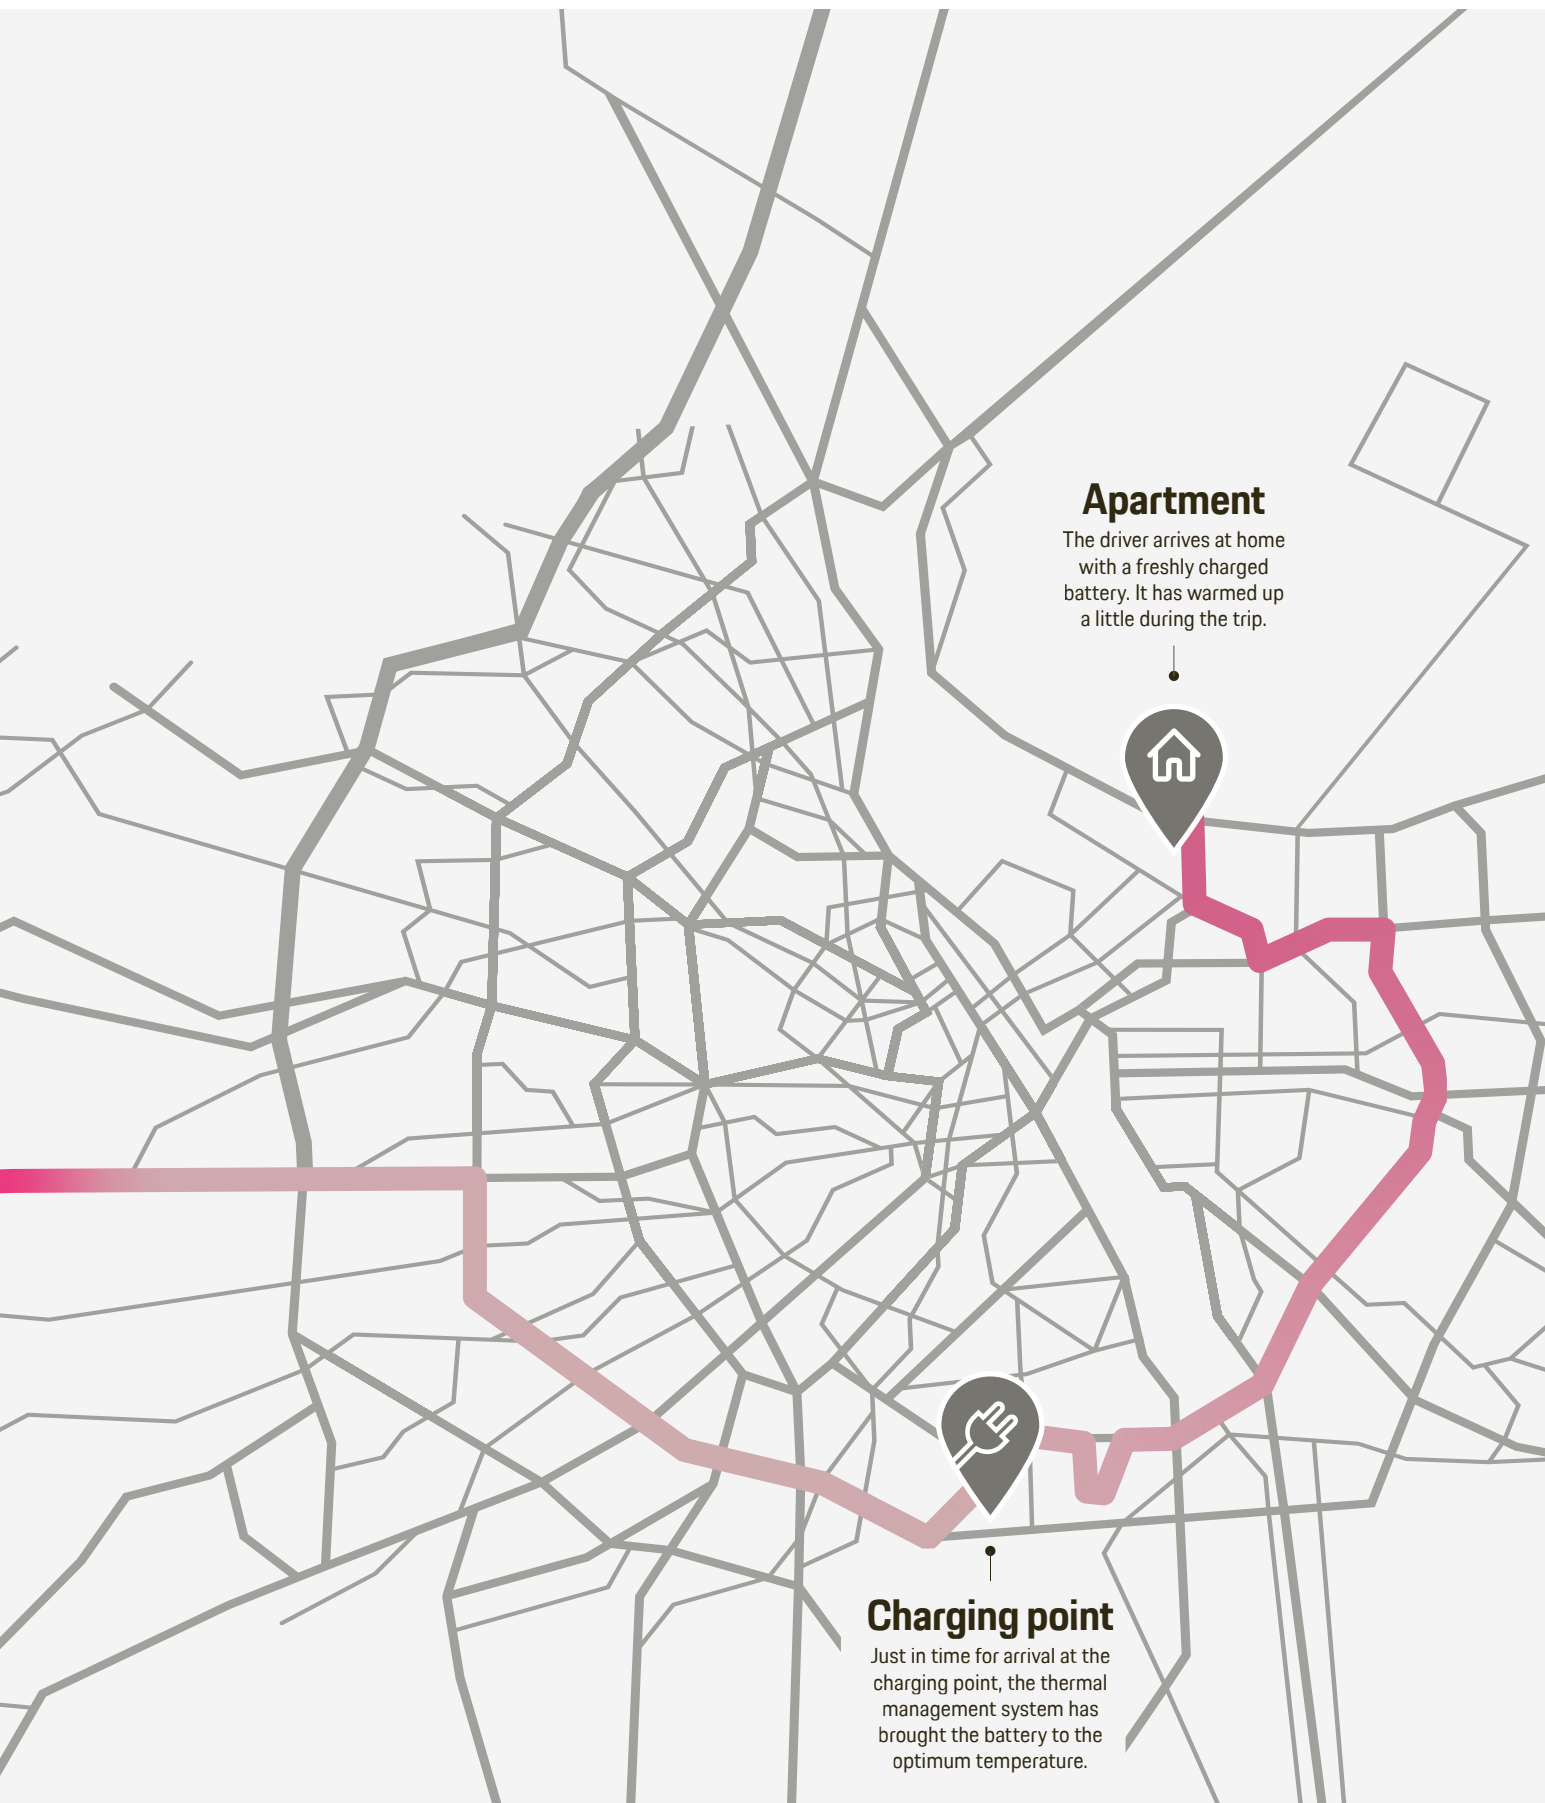 Apartment
The driver arrives at home
with a freshly charged
battery. It has warmed up
a little during the trip.
Charging point
Just in time for arrival at the
charging point, the thermal
management system has
brought the battery to the
optimum temperature.